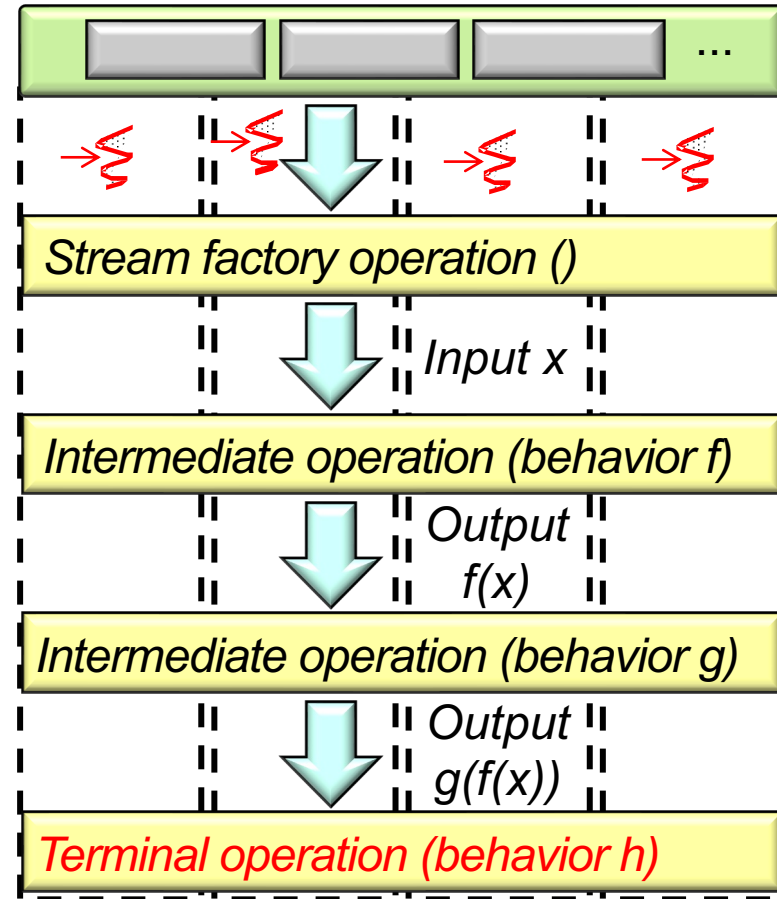 ...
Stream factory operation ()
Input x
Intermediate operation (behavior f)
Output
f(x)
Intermediate operation (behavior g)
Output
g(f(x))
Terminal operation (behavior h)